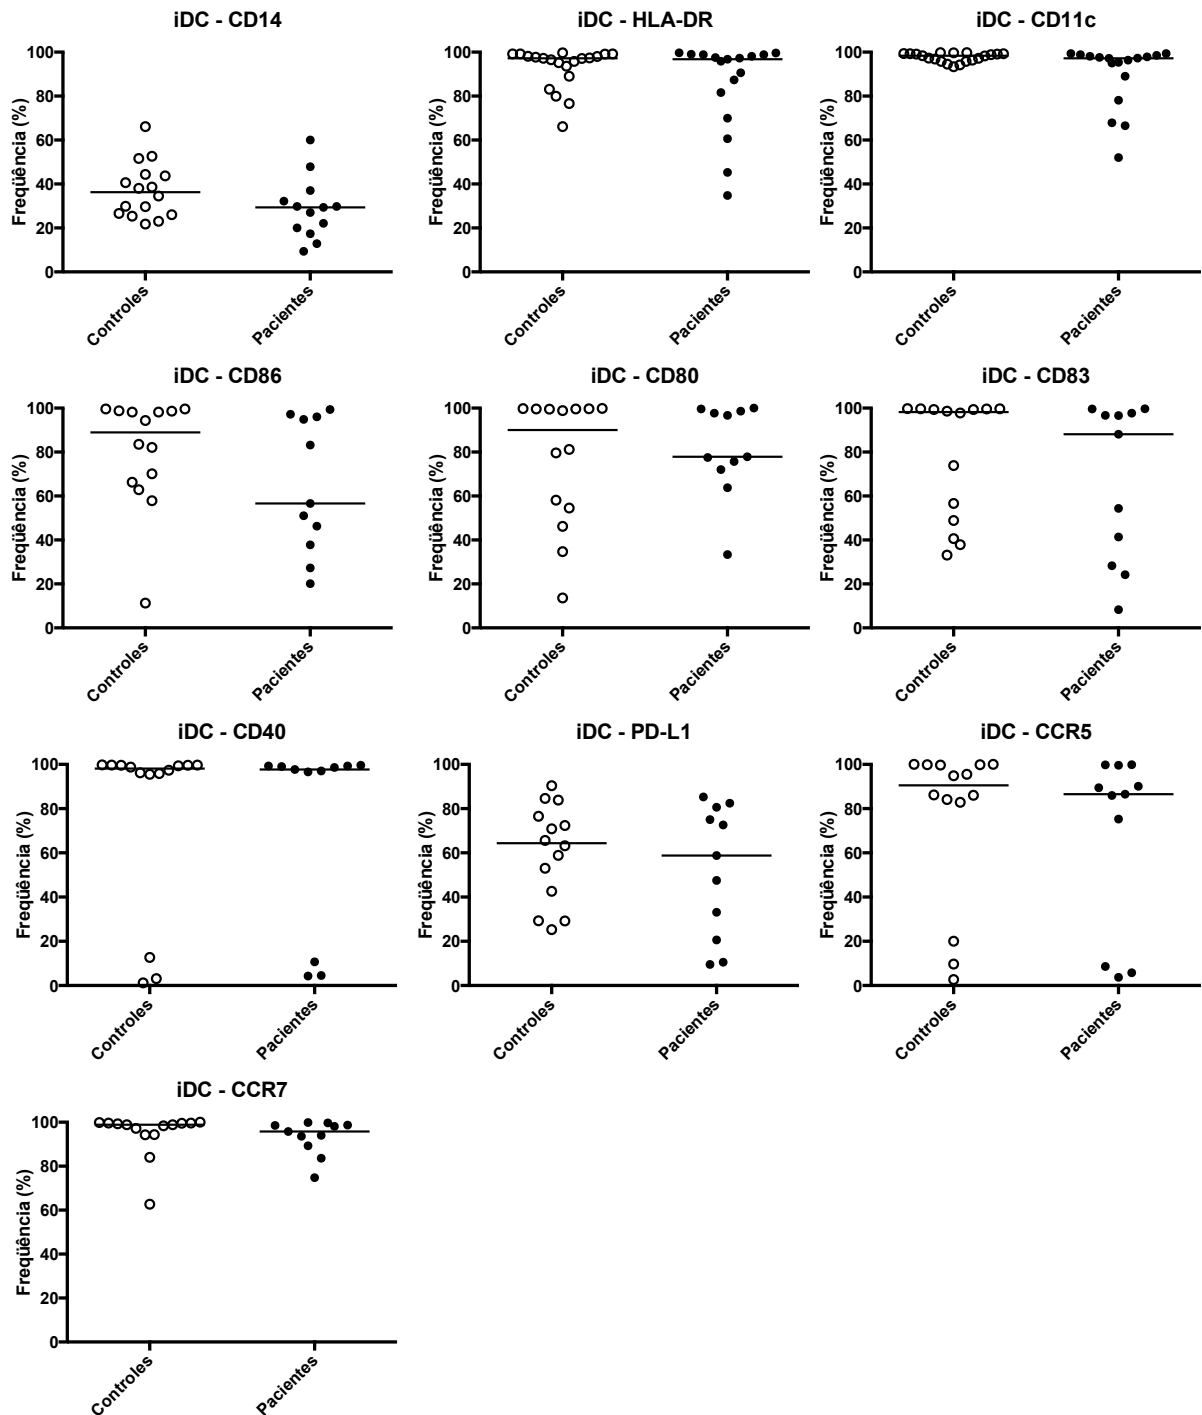 iDC - CD14
Freqüência (%)
100
80
60
40
20
0
Controles
Pacientes
iDC - HLA-DR
Freqüência (%)
100
80
60
40
20
0
Controles
Pacientes
iDC - CD11c
Freqüência (%)
100
80
60
40
20
0
Controles
Pacientes
iDC - CD86
Freqüência (%)
100
80
60
40
20
0
Controles
Pacientes
iDC - CD80
Freqüência (%)
100
80
60
40
20
0
Controles
Pacientes
iDC - CD83
Freqüência (%)
100
80
60
40
20
0
Controles
Pacientes
iDC - CD40
Freqüência (%)
100
80
60
40
20
0
Controles
Pacientes
iDC - PD-L1
Freqüência (%)
100
80
60
40
20
0
Controles
Pacientes
iDC - CCR5
Freqüência (%)
100
80
60
40
20
0
Controles
Pacientes
iDC - CCR7
Freqüência (%)
100
80
60
40
20
0
Controles
Pacientes